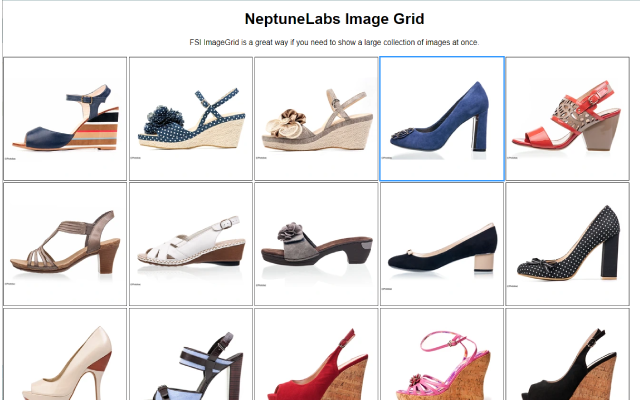 NeptuneLabs Image Grid
FSI ImageGrid is a great way if you need to show a large collection of images at once.